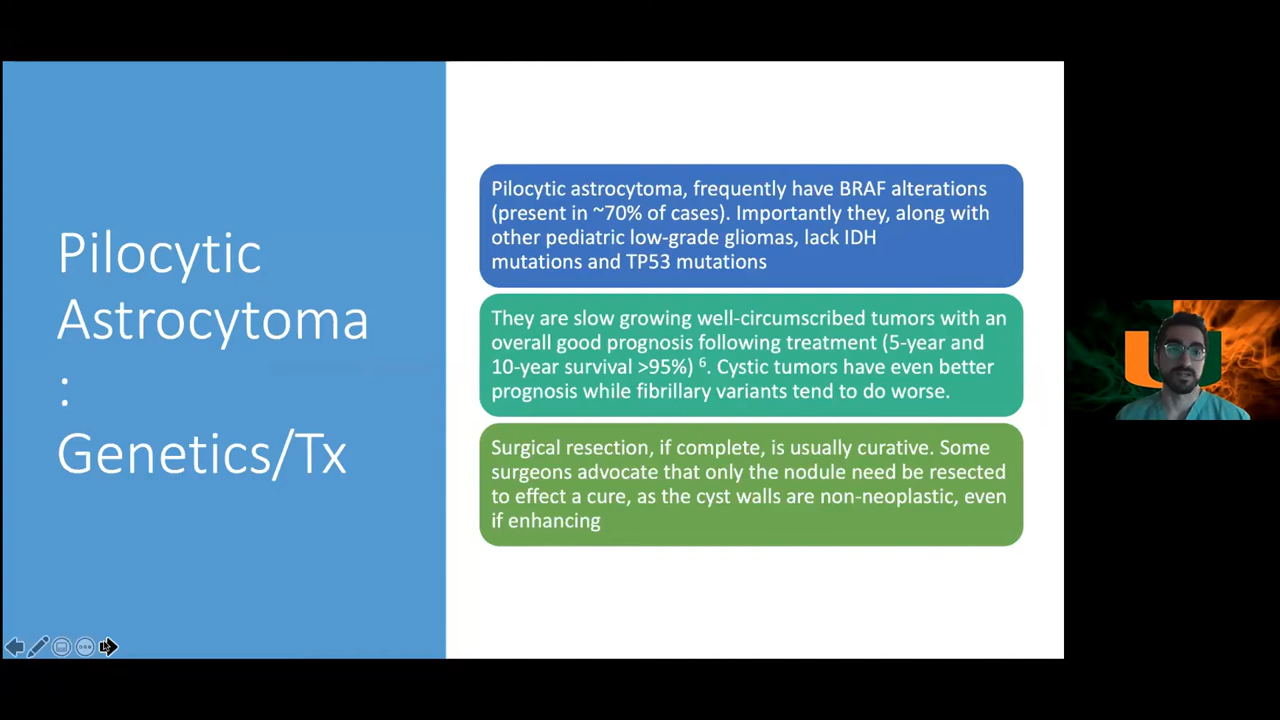 Pilocytic
Astrocytoma
:
Genetics/Tx
Pilocytic astrocytoma, frequently have BRAF alterations
(present in ~70% of cases). Importantly they, along with
other pediatric low-grade gliomas, lack IDH
mutations and TP53 mutations
They are slow growing well-circumscribed tumors with an
overall good prognosis following treatment (5-year and
10-year survival >95%) ⁶. Cystic tumors have even better
prognosis while fibrillary variants tend to do worse.
Surgical resection, if complete, is usually curative. Some
surgeons advocate that only the nodule need be resected
to effect a cure, as the cyst walls are non-neoplastic, even
if enhancing